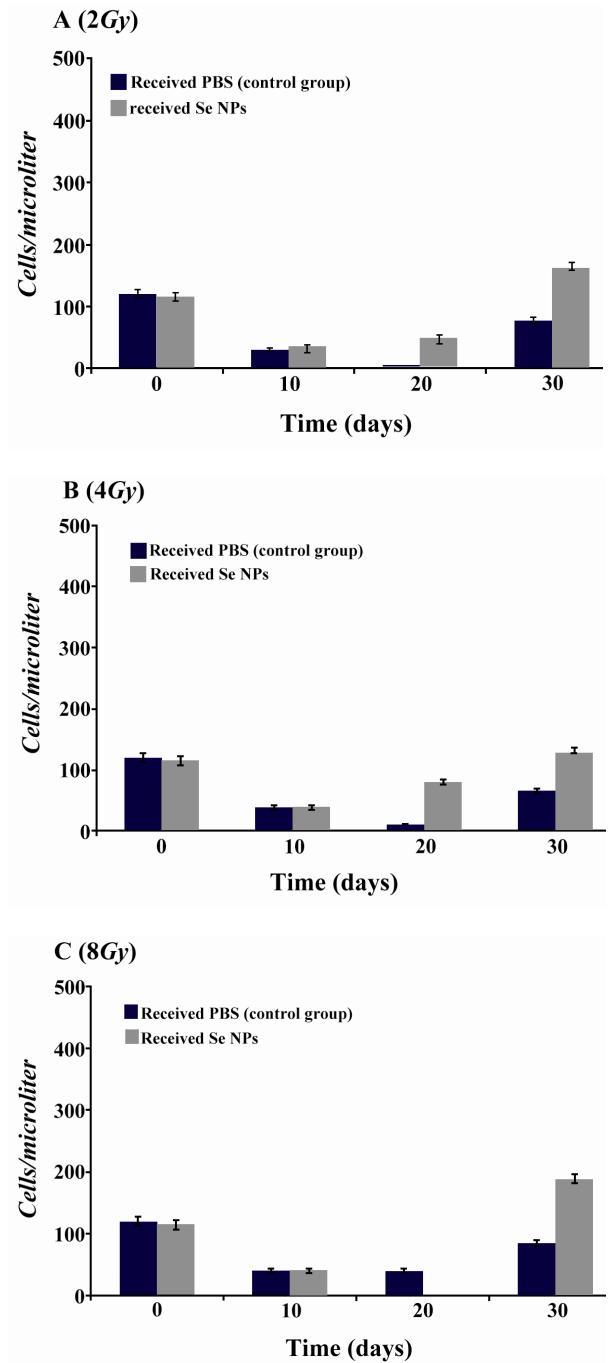 A (2Gy)
500
Received PBS (control group)
received Se NPs
400
300
200
100
0
Cells/microliter
0 10 20 30
Time (days)
B (4Gy)
500
Received PBS (control group)
Received Se NPs
400
300
200
100
0
Cells/microliter
0 10 20 30
Time (days)
C (8Gy)
500
Received PBS (control group)
Received Se NPs
400
300
200
100
0
Cells/microliter
0 10 20 30
Time (days)